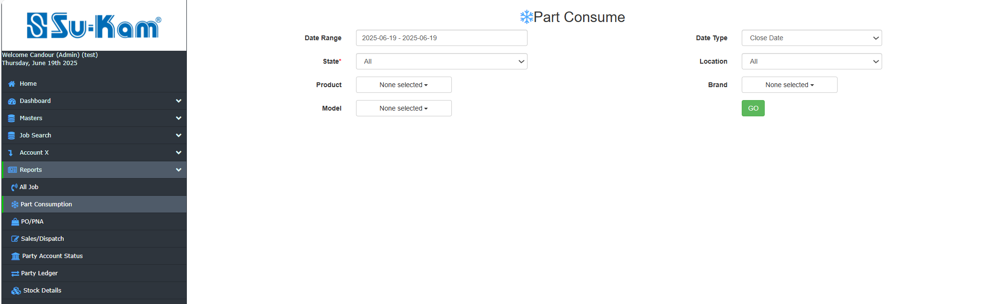 Su-Kam®
Welcome Candour (Admin) (test)
Thursday, June 19th 2025
Home
Dashboard
Masters
Job Search
Account X
Reports
All Job
Part Consumption
PO/PNA
Sales/Dispatch
Party Account Status
Party Ledger
Stock Details
Part Consume
Date Range 2025-06-19 - 2025-06-19 Date Type Close Date
State* All Location All
Product None selected Brand None selected
Model None selected GO